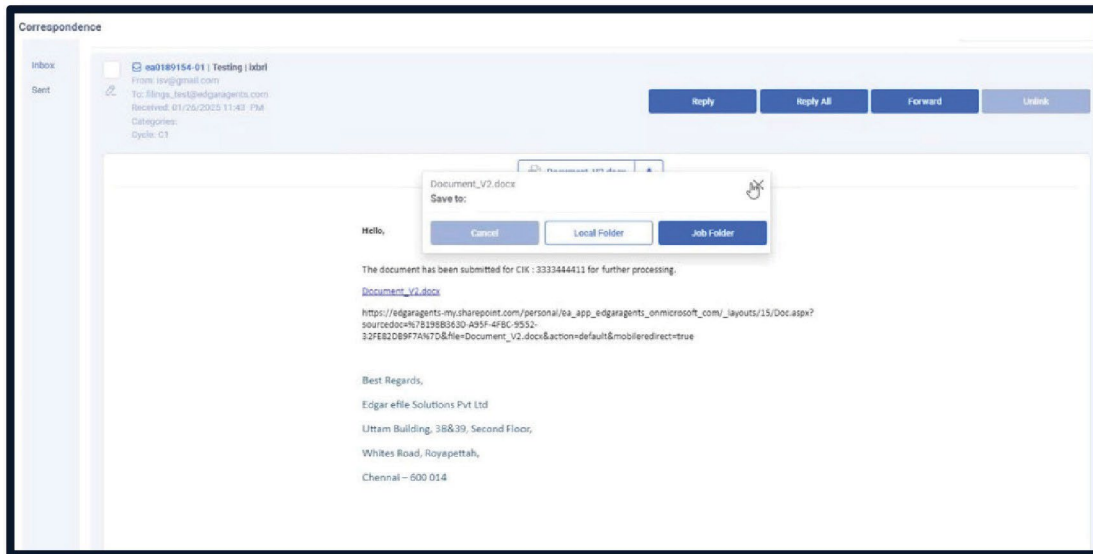 Correspondence
Inbox
Sent
ea0189154-01 | Testing | ixbrl
From: isv@gmail.com
To: filings_test@edgaragents.com
Received: 01/26/2025 11:43 PM
Categories:
Cycle: C1
Reply
Reply All
Forward
Unlink
Document_V2.docx
Document_V2.docx
Save to:
Cancel
Local Folder
Job Folder
Hello,
The document has been submitted for CIK : 3333444411 for further processing.
Document_V2.docx
https://edgaragents-my.sharepoint.com/personal/ea_app_edgaragents_onmicrosoft_com/_layouts/15/Doc.aspx?
sourcedoc=%7B198B363D-A95F-4FBC-9552-
32FE82DB9F7A%7D&file=Document_V2.docx&action=default&mobileredirect=true
Best Regards,
Edgar efile Solutions Pvt Ltd
Uttam Building, 38&39, Second Floor,
Whites Road, Royapettah,
Chennai – 600 014